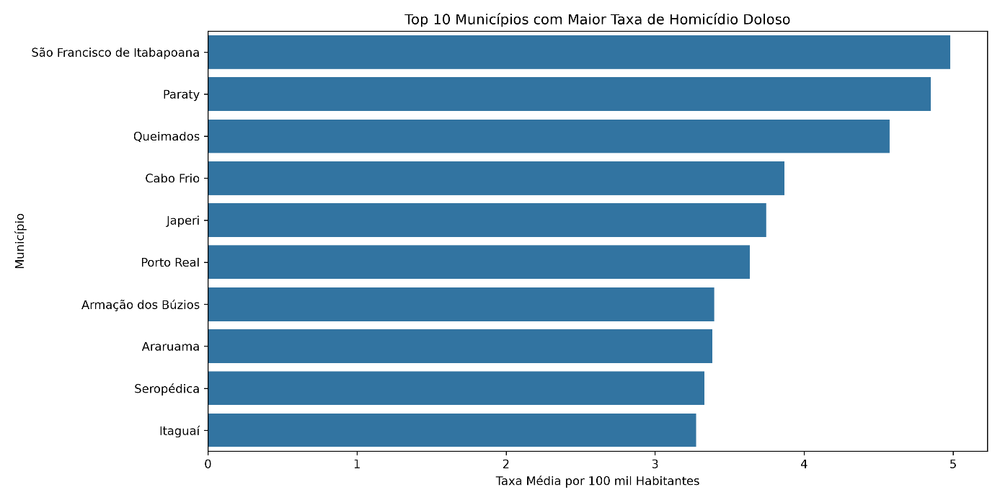 Top 10 Municípios com Maior Taxa de Homicídio Doloso
Município
São Francisco de Itabapoana
Paraty
Queimados
Cabo Frio
Japeri
Porto Real
Armação dos Búzios
Araruama
Seropédica
Itaguaí
0 1 2 3 4 5
Taxa Média por 100 mil Habitantes